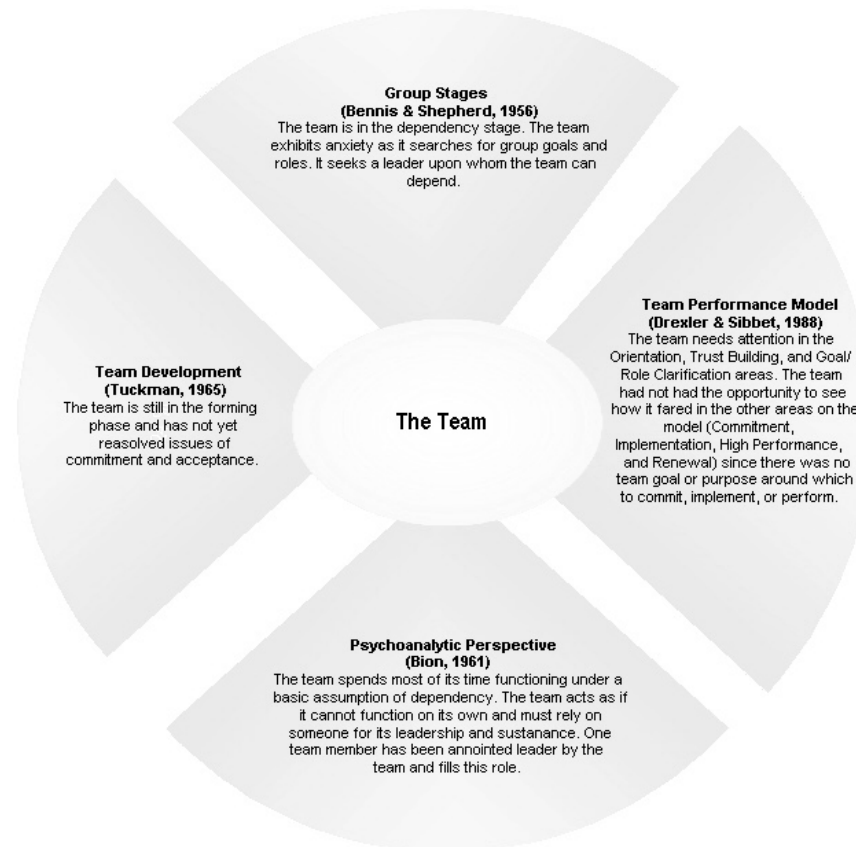 Group Stages
(Bennis & Shepherd, 1956)
The team is in the dependency stage. The team
exhibits anxiety as it searches for group goals and
roles. It seeks a leader upon whom the team can
depend.
Team Performance Model
(Drexler & Sibbet, 1988)
The team needs attention in the
Orientation, Trust Building, and Goal/
Role Clarification areas. The team
had not had the opportunity to see
how it fared in the other areas on the
model (Commitment,
Implementation, High Performance,
and Renewal) since there was no
team goal or purpose around which
to commit, implement, or perform.
Team Development
(Tuckman, 1965)
The team is still in the forming
phase and has not yet
reasolved issues of
commitment and acceptance.
The Team
Psychoanalytic Perspective
(Bion, 1961)
The team spends most of its time functioning under a
basic assumption of dependency. The team acts as if
it cannot function on its own and must rely on
someone for its leadership and sustanance. One
team member has been annointed leader by the
team and fills this role.